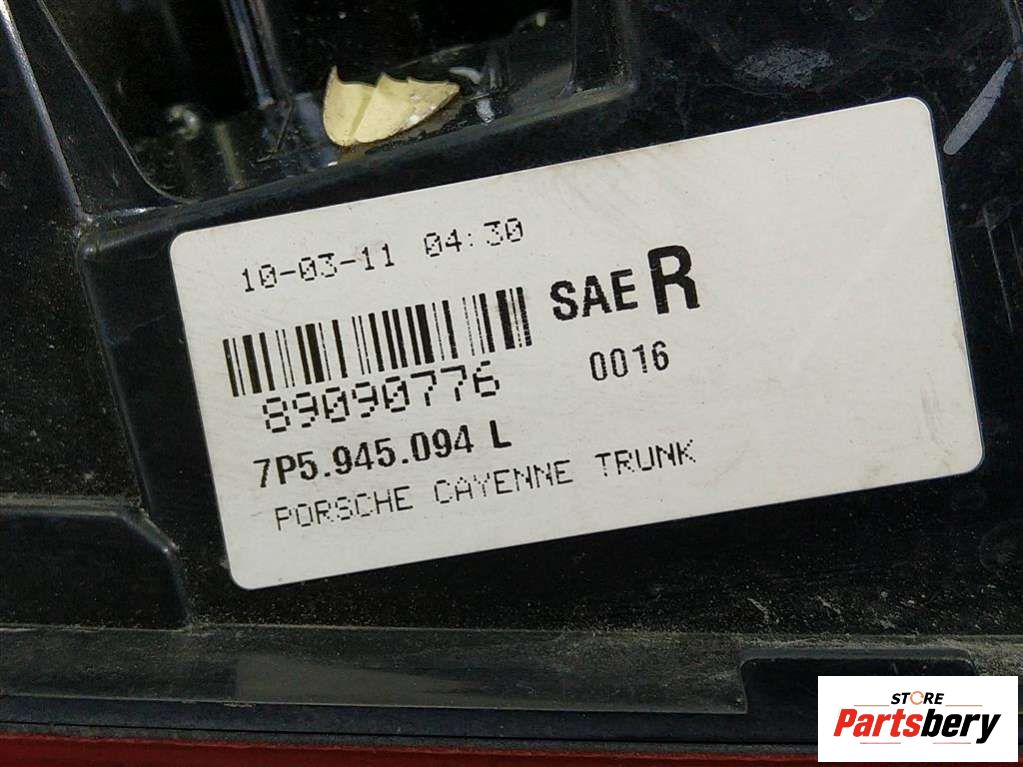 10-03-11 04:30
SAE R
89090776
0016
7P5.945.094 L
PORSCHE CAYENNE TRUNK
STORE
Partsbery